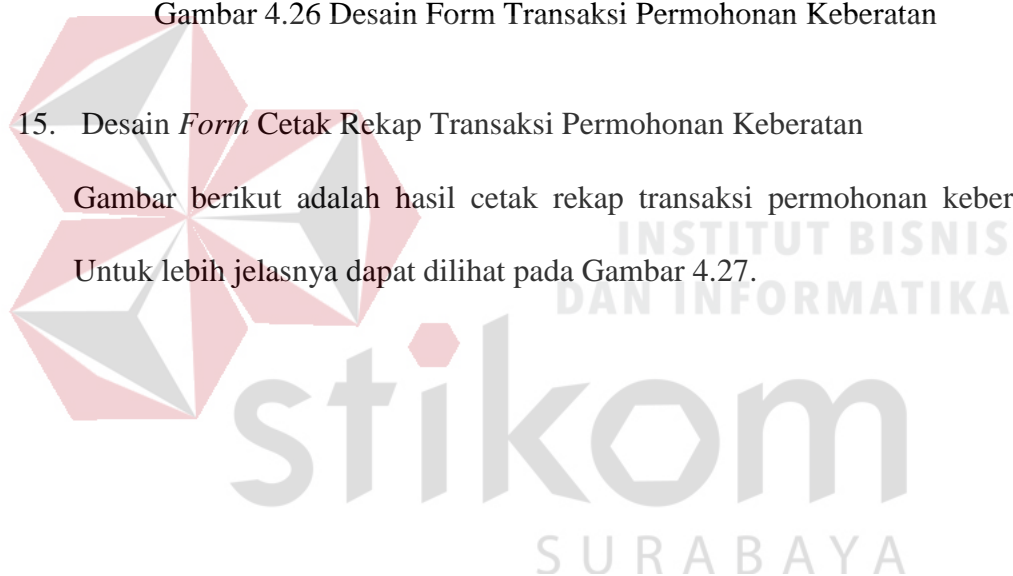 Gambar 4.26 Desain Form Transaksi Permohonan Keberatan
15. Desain Form Cetak Rekap Transaksi Permohonan Keberatan
Gambar berikut adalah hasil cetak rekap transaksi permohonan keber
Untuk lebih jelasnya dapat dilihat pada Gambar 4.27.
INSTITUT BISNIS
DAN INFORMATIKA
stikom
SURABAYA